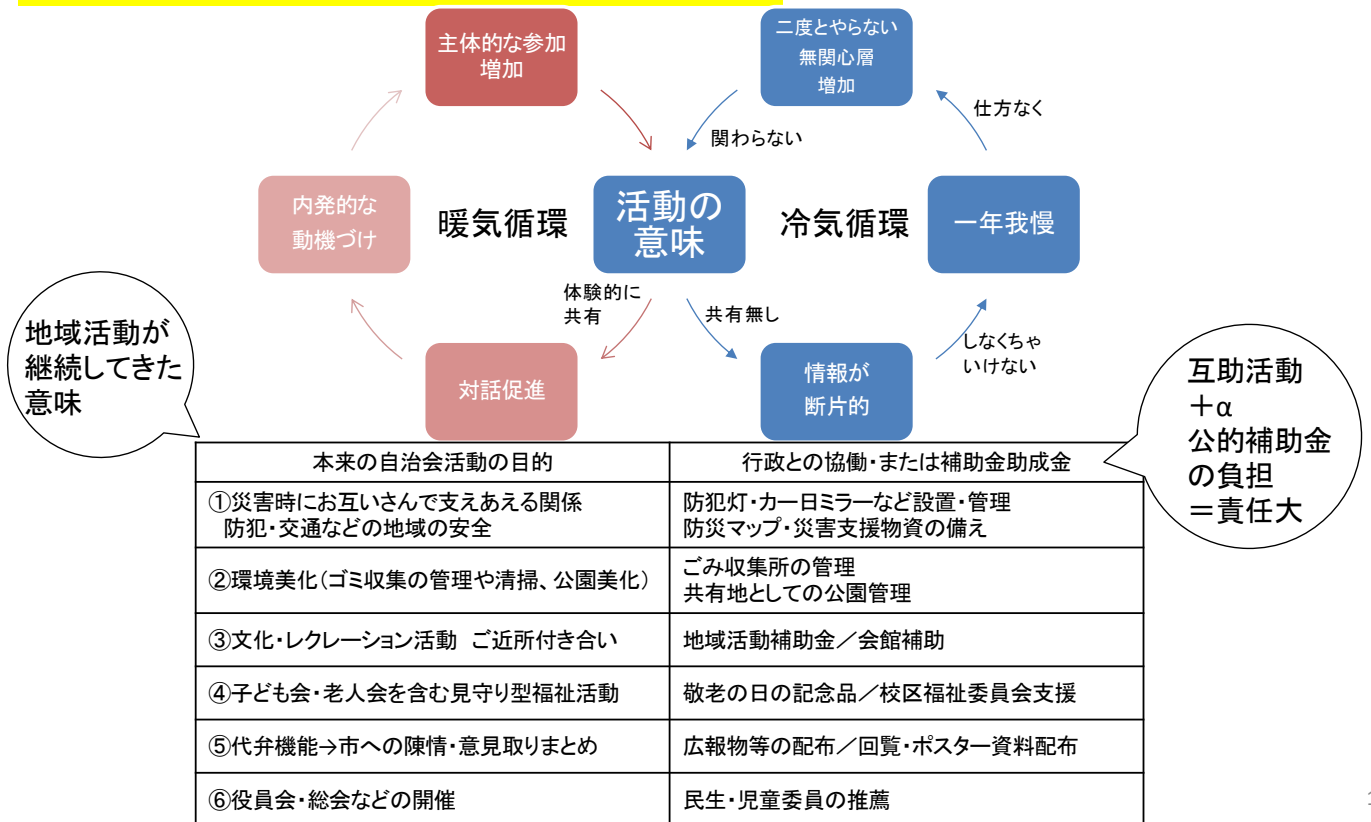 主体的な参加
増加
二度とやらない
無関心層
増加
仕方なく
関わらない
内発的な
動機づけ
暖気循環
活動の
意味
冷気循環
一年我慢
体験的に
共有
共有無し
しなくちゃ
いけない
対話促進
情報が
断片的
地域活動が
継続してきた
意味
互助活動
+α
公的補助金
の負担
=責任大
本来の自治会活動の目的
行政との協働・または補助金助成金
①災害時にお互いさんで支えあえる関係
防犯・交通などの地域の安全
防犯灯・カー日ミラーなど設置・管理
防災マップ・災害支援物資の備え
②環境美化(ゴミ収集の管理や清掃、公園美化)
ごみ収集所の管理
共有地としての公園管理
③文化・レクレーション活動 ご近所付き合い
地域活動補助金/会館補助
④子ども会・老人会を含む見守り型福祉活動
敬老の日の記念品/校区福祉委員会支援
⑤代弁機能→市への陳情・意見取りまとめ
広報物等の配布/回覧・ポスター資料配布
⑥役員会・総会などの開催
民生・児童委員の推薦